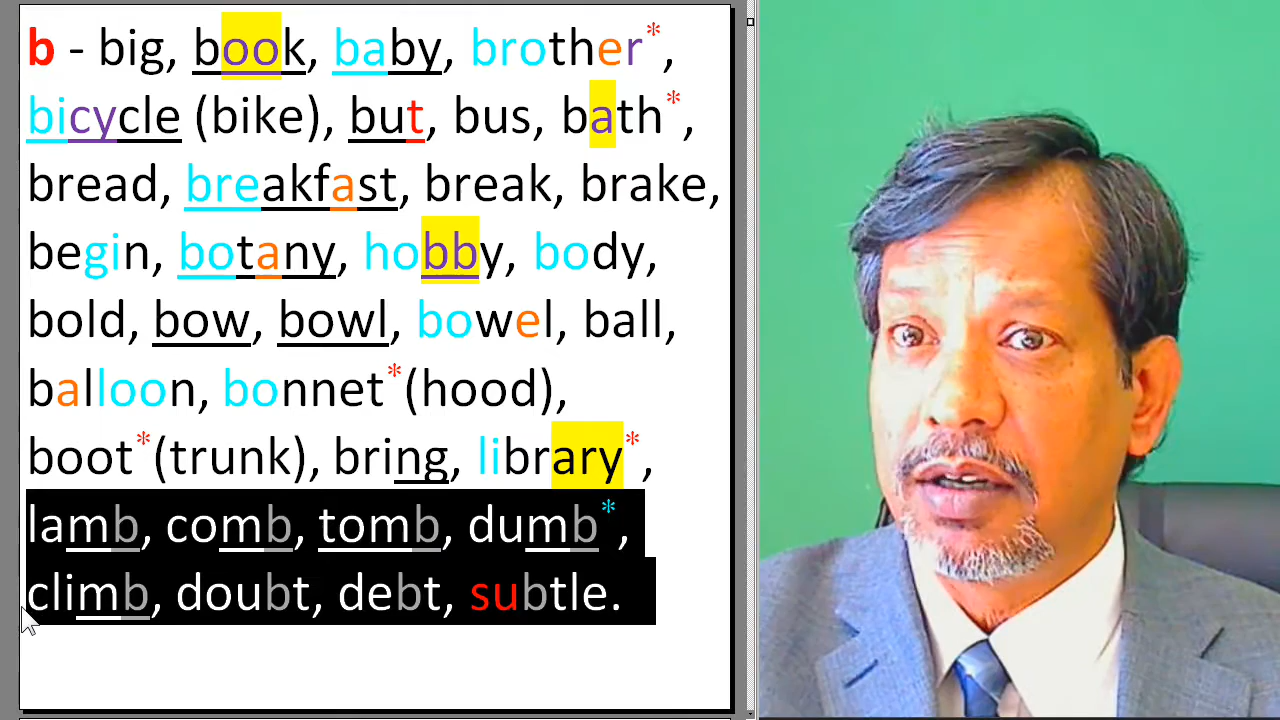 b - big, book, baby, brother*,
bicycle (bike), but, bus, bath*,
bread, breakfast, break, brake,
begin, botany, hobby, body,
bold, bow, bowl, bowel, ball,
balloon, bonnet*(hood),
boot*(trunk), bring, library*,
lamb, comb, tomb, dumb*,
climb, doubt, debt, subtle.